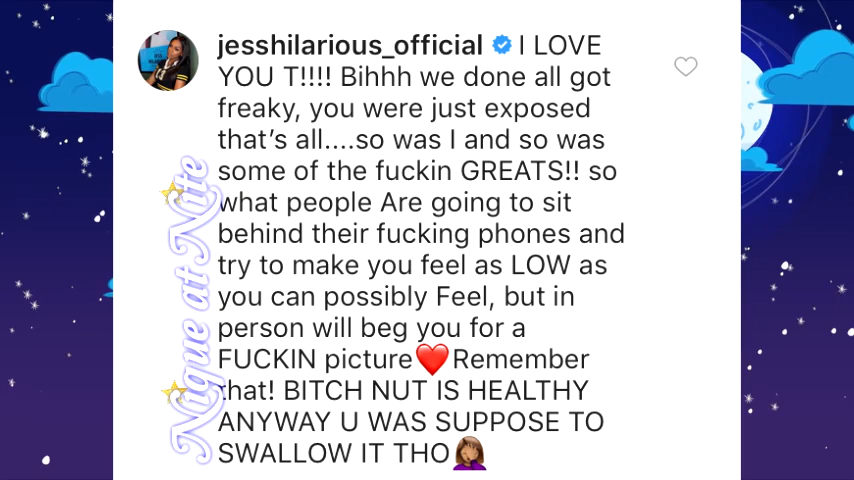 jesshilarious_official I LOVE
YOU T!!!! Bihhh we done all got
freaky, you were just exposed
that's all....so was I and so was
some of the fuckin GREATS!! so
what people Are going to sit
behind their fucking phones and
try to make you feel as LOW as
you can possibly Feel, but in
person will beg you for a
FUCKIN picture❤️Remember
that! BITCH NUT IS HEALTHY
ANYWAY U WAS SUPPOSE TO
SWALLOW IT THO🤦🏾‍♀️
Nique at Nite